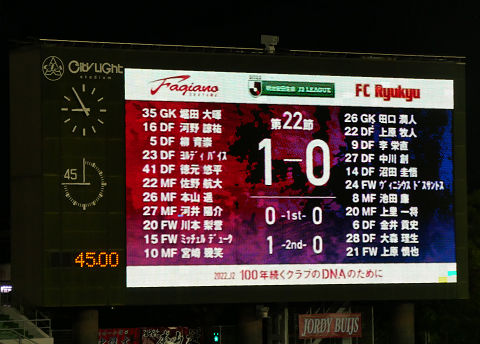 City Light
stadium
Fagiano
OKAYAMA
明治安田生命 J2 LEAGUE
FC Ryukyu
第22節
1 - 0
0 -1st- 0
1 -2nd- 0
35 GK 堀田 大暉
16 DF 河野 諒祐
5 DF 柳 育崇
23 DF ヨルディ バイス
41 DF 徳元 悠平
22 MF 佐野 航大
26 MF 本山 遥
27 MF 河井 陽介
20 FW 川本 梨誉
15 FW ミッチェル デューク
10 MF 宮崎 幾笑
26 GK 田口 潤人
22 DF 上原 牧人
9 DF 李 栄直
27 DF 中川 創
14 DF 沼田 圭悟
24 FW ヴィニシウス ドスサントス
8 MF 池田 廉
20 MF 上里 一将
6 DF 金井 貢史
28 DF 大森 理生
21 FW 上原 慎也
45
45.00
2022.J2 100年続くクラブのDNAのために
JORDY BUIJS